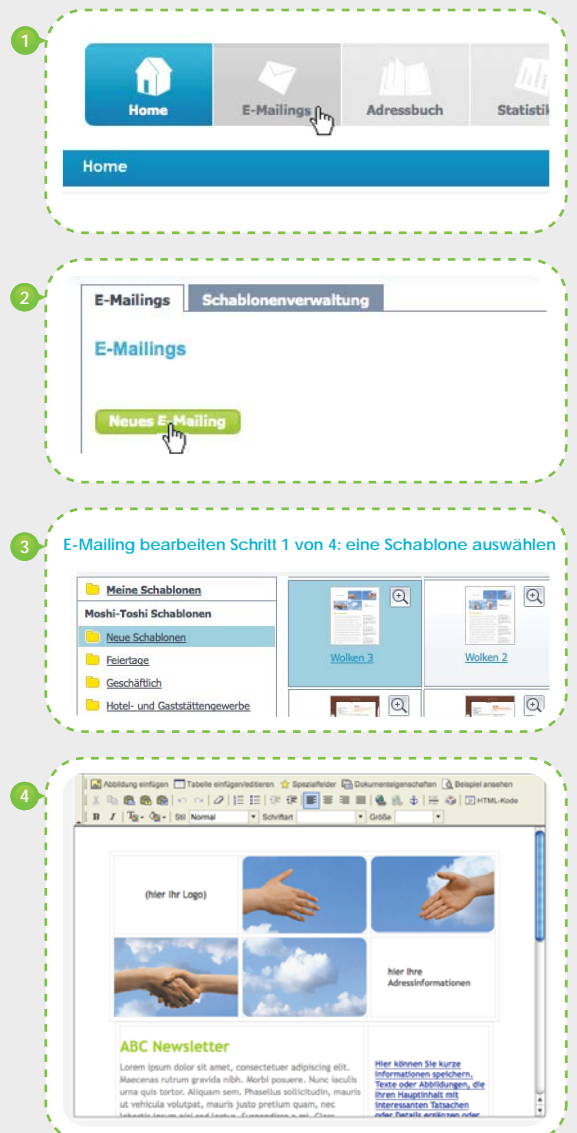 1
Home
E-Mailings
Adressbuch
Statistik
Home
2
E-Mailings
Schablonenverwaltung
E-Mailings
Neues E-Mailing
3
E-Mailing bearbeiten Schritt 1 von 4: eine Schablone auswählen
Meine Schablonen
Moshi-Toshi Schablonen
Neue Schablonen
Feiertage
Geschäftlich
Hotel- und Gaststättengewerbe
Wolken 3
Wolken 2
4
Abbildung einfügen Tabelle einfügen/editieren Spezialfelder Dokumenteigenschaften Beispiel ansehen
HTML-Kode
B I Stil Normal Schriftart Größe
(hier Ihr Logo)
hier Ihre
Adressinformationen
ABC Newsletter
Lorem ipsum dolor sit amet, consectetuer adipiscing elit.
Maecenas rutrum gravida nibh. Morbi posuere. Nunc iaculis
urna quis tortor. Aliquam sem. Phasellus sollicitudin, mauris
ut vehicula volutpat, mauris justo pretium quam, nec
Hier können Sie kurze
Informationen speichern.
Texte oder Abbildungen, die
Ihren Hauptinhalt mit
interessanten Tatsachen
oder Details ergänzen oder